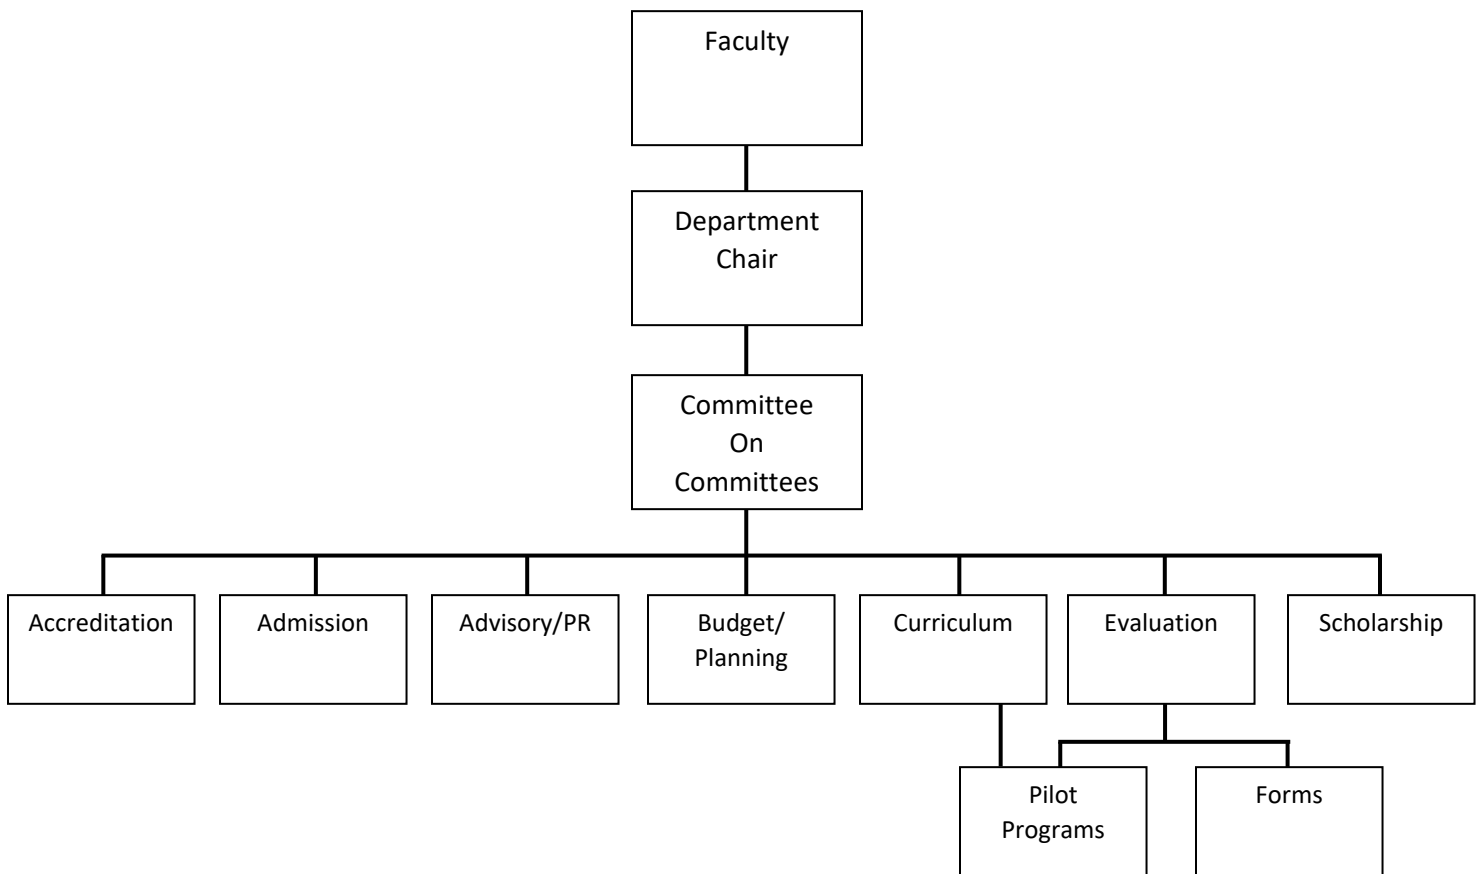 Faculty
Department
Chair
Committee
On
Committees
Accreditation
Admission
Advisory/PR
Budget/
Planning
Curriculum
Evaluation
Scholarship
Pilot
Programs
Forms